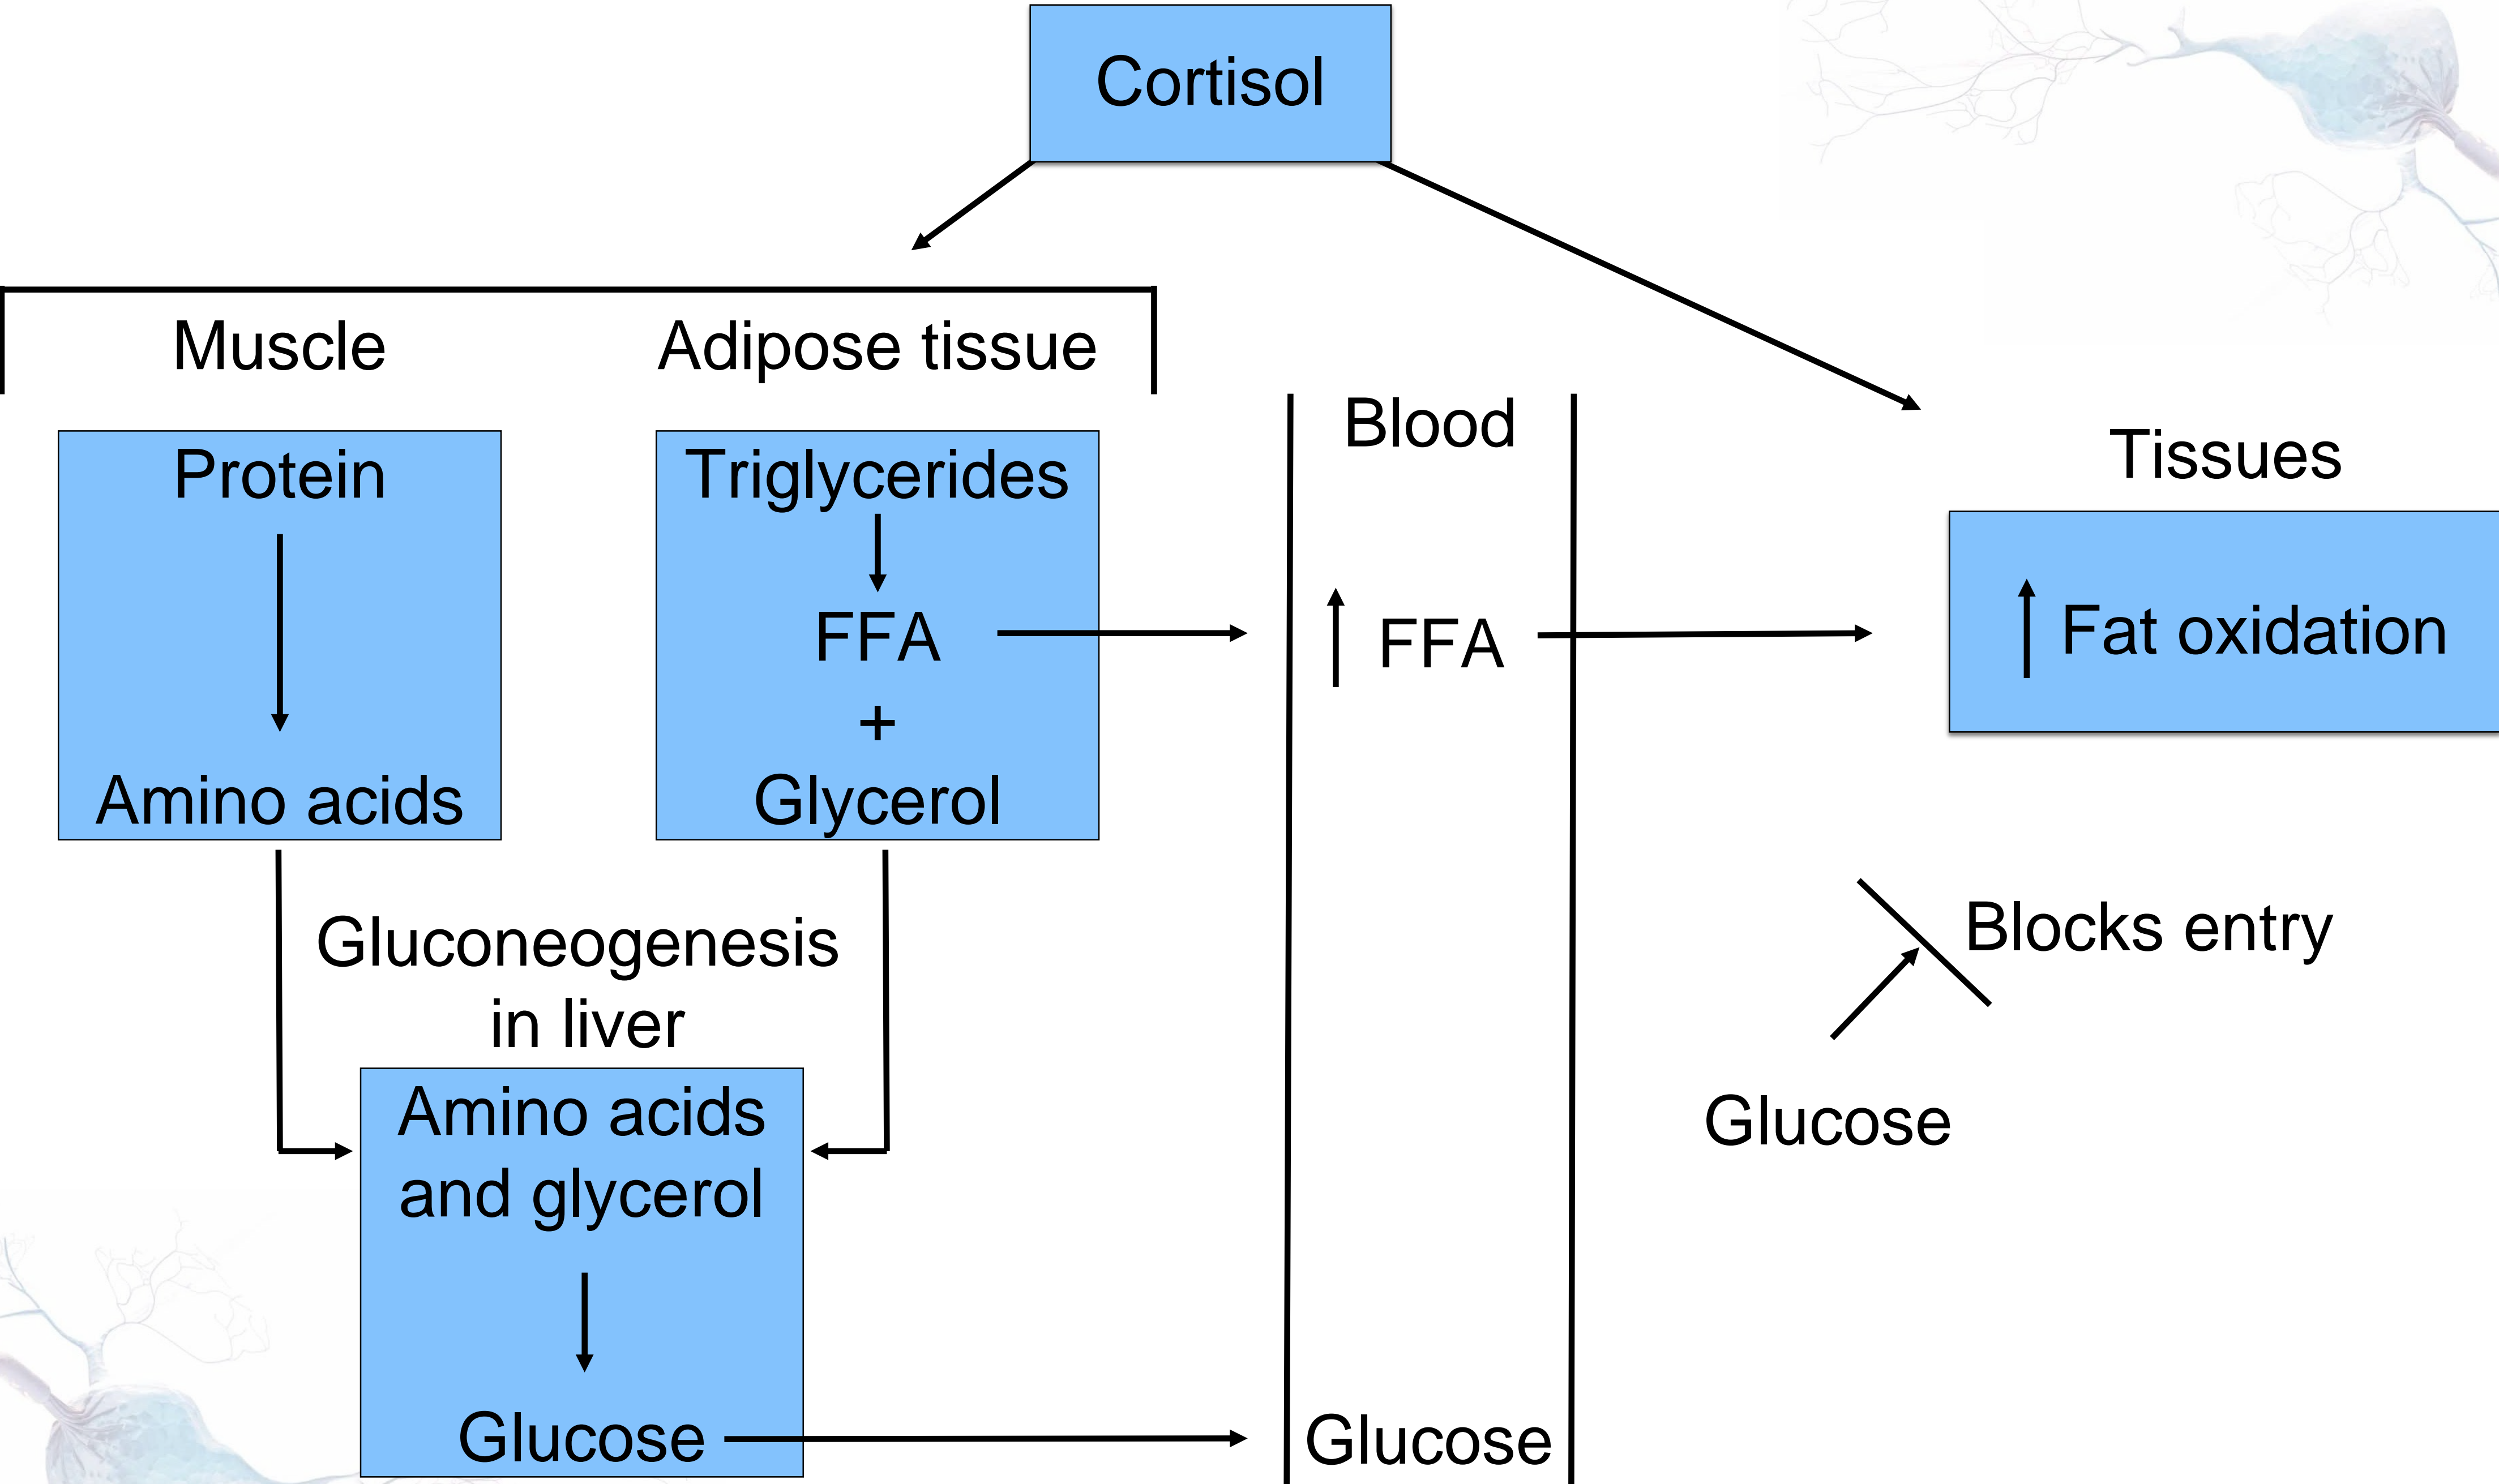 Cortisol
Muscle
Adipose tissue
Protein
Amino acids
Triglycerides
FFA
+
Glycerol
Gluconeogenesis
in liver
Amino acids
and glycerol
Glucose
Blood
FFA
Glucose
Tissues
Fat oxidation
Blocks entry
Glucose